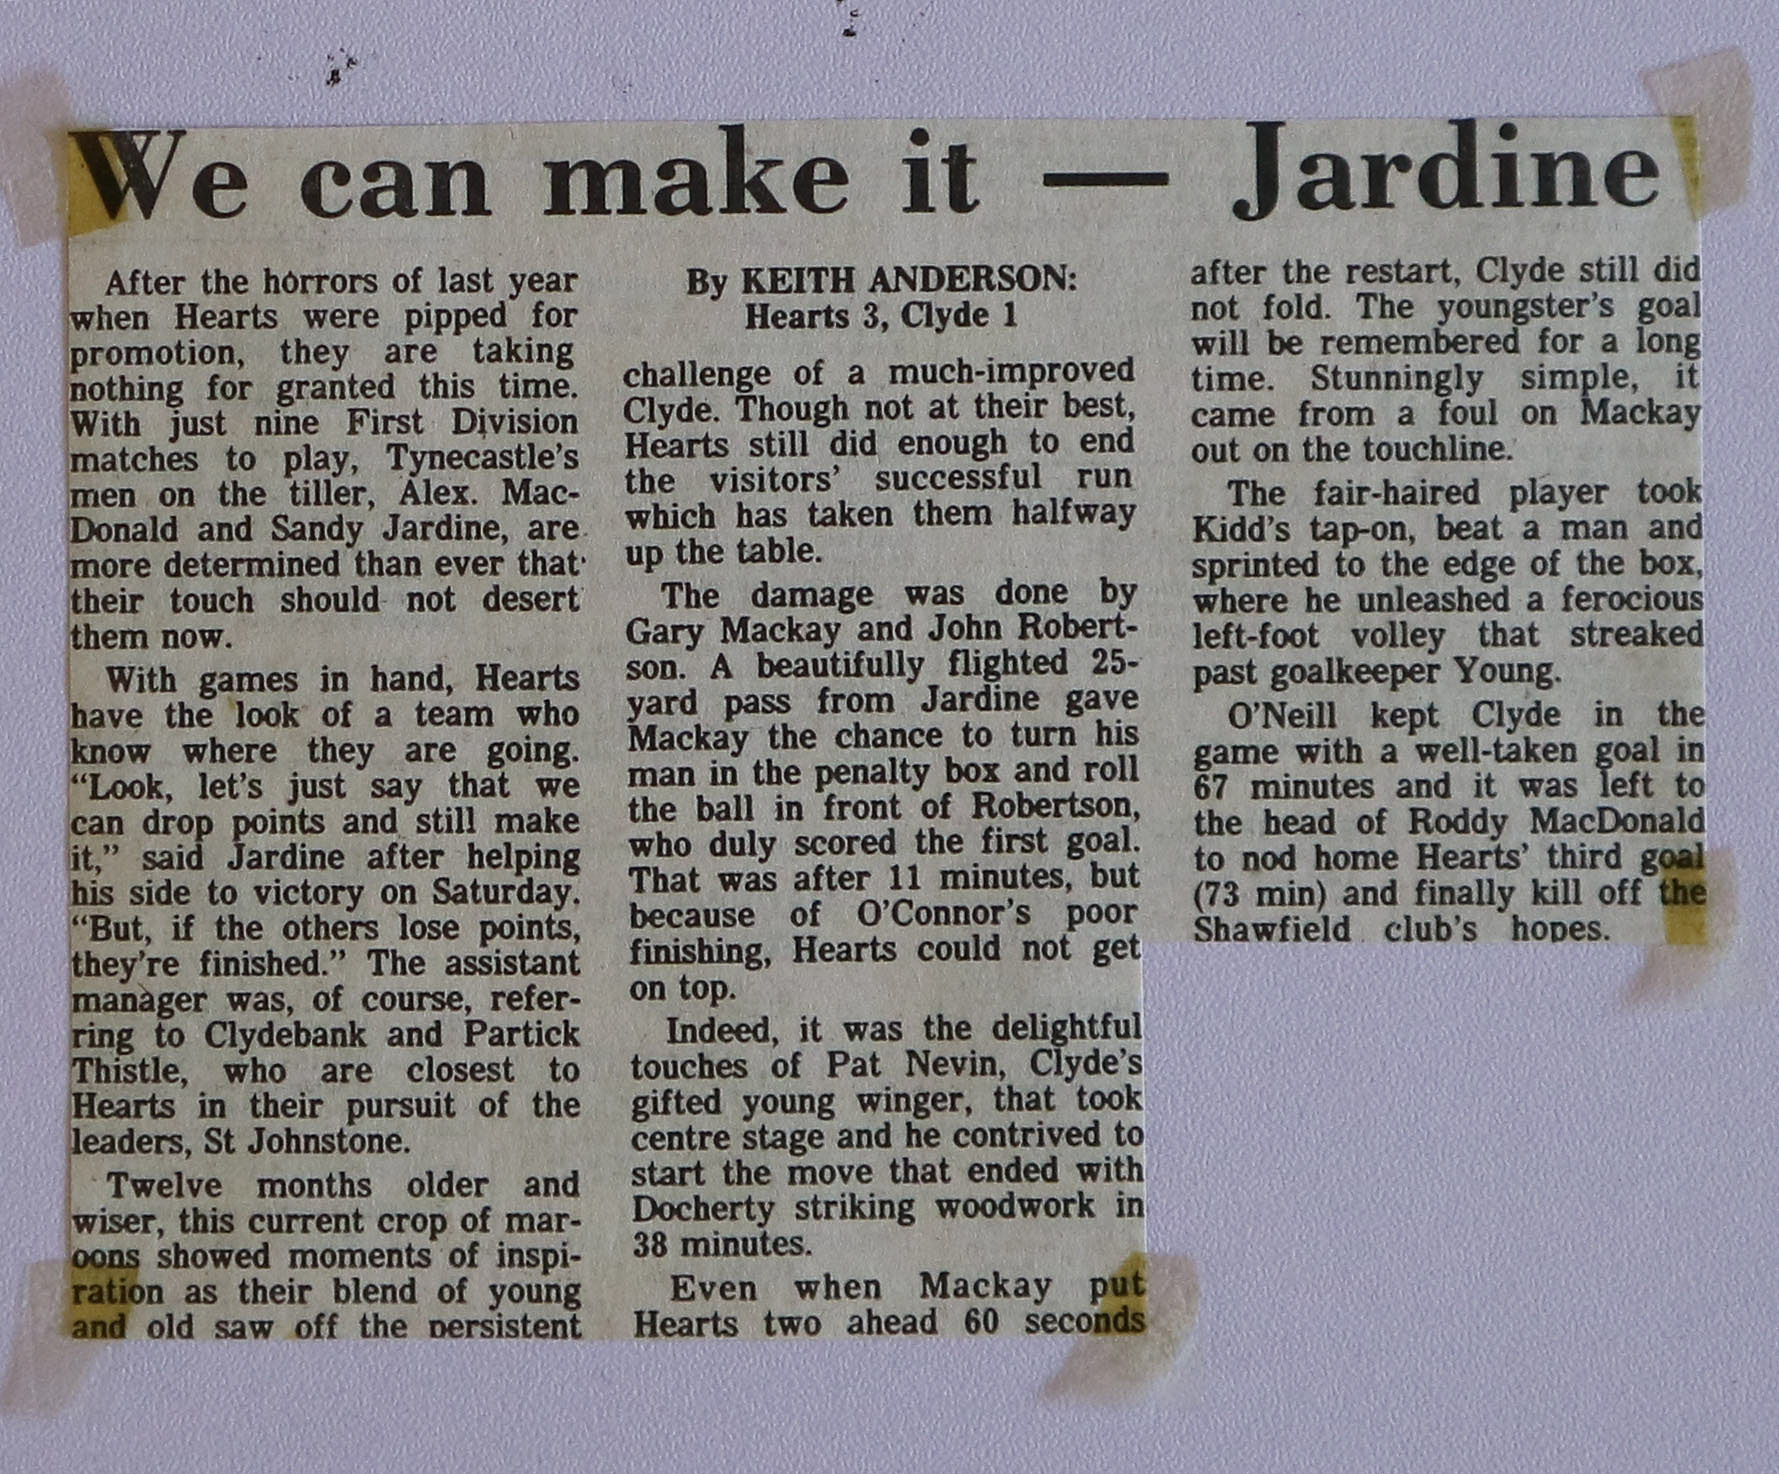 We can make it — Jardine
After the horrors of last year
when Hearts were pipped for
promotion, they are taking
nothing for granted this time.
With just nine First Division
matches to play, Tynecastle's
men on the tiller, Alex. Mac-
Donald and Sandy Jardine, are
more determined than ever that
their touch should not desert
them now.
With games in hand, Hearts
have the look of a team who
know where they are going.
“Look, let's just say that we
can drop points and still make
it,” said Jardine after helping
his side to victory on Saturday.
“But, if the others lose points,
they're finished.” The assistant
manager was, of course, refer-
ring to Clydebank and Partick
Thistle, who are closest to
Hearts in their pursuit of the
leaders, St Johnstone.
Twelve months older and
wiser, this current crop of mar-
oons showed moments of inspi-
ration as their blend of young
and old saw off the persistent
By KEITH ANDERSON:
Hearts 3, Clyde 1
challenge of a much-improved
Clyde. Though not at their best,
Hearts still did enough to end
the visitors' successful run
which has taken them halfway
up the table.
The damage was done by
Gary Mackay and John Robert-
son. A beautifully flighted 25-
yard pass from Jardine gave
Mackay the chance to turn his
man in the penalty box and roll
the ball in front of Robertson,
who duly scored the first goal.
That was after 11 minutes, but
because of O'Connor's poor
finishing, Hearts could not get
on top.
Indeed, it was the delightful
touches of Pat Nevin, Clyde's
gifted young winger, that took
centre stage and he contrived to
start the move that ended with
Docherty striking woodwork in
38 minutes.
Even when Mackay put
Hearts two ahead 60 seconds
after the restart, Clyde still did
not fold. The youngster's goal
will be remembered for a long
time. Stunningly simple, it
came from a foul on Mackay
out on the touchline.
The fair-haired player took
Kidd's tap-on, beat a man and
sprinted to the edge of the box,
where he unleashed a ferocious
left-foot volley that streaked
past goalkeeper Young.
O'Neill kept Clyde in the
game with a well-taken goal in
67 minutes and it was left to
the head of Roddy MacDonald
to nod home Hearts' third goal
(73 min) and finally kill off the
Shawfield club's hopes.